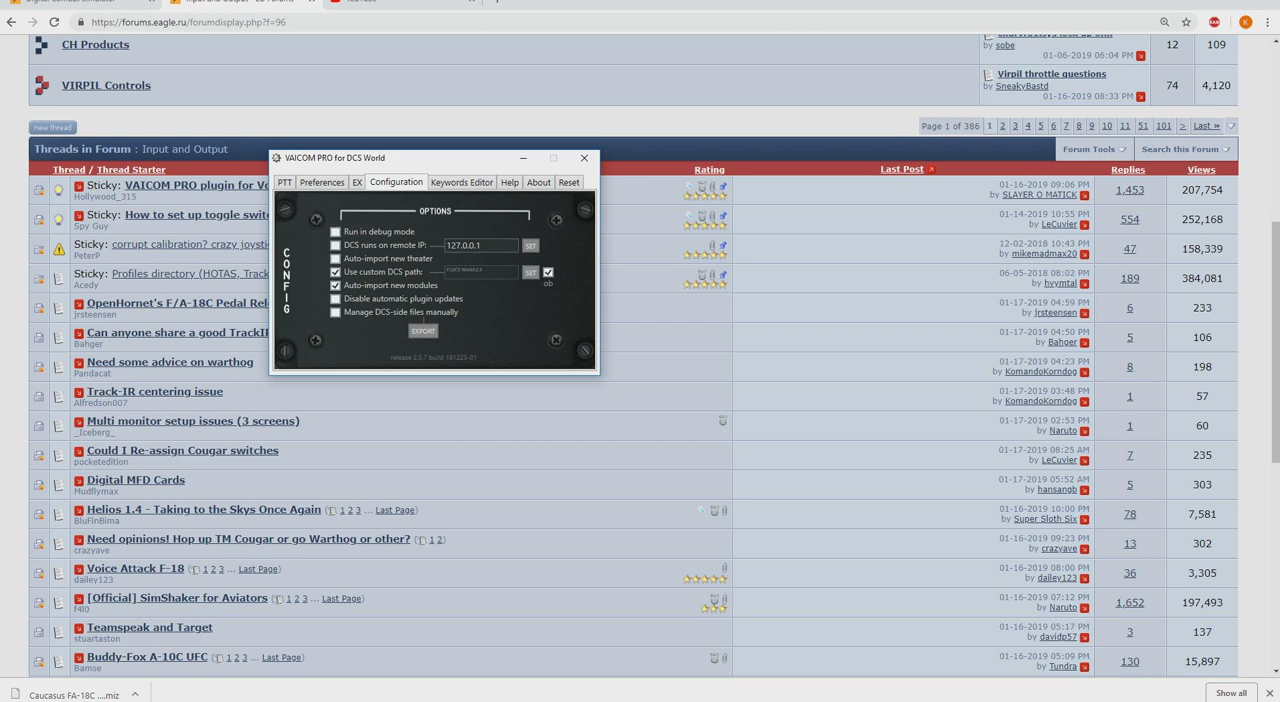 https://forums.eagle.ru/forumdisplay.php?f=96
K
CH Products
by sobe
01-06-2019 06:04 PM
12
109
VIRPIL Controls
Virpil throttle questions
by SneakyBastd
01-16-2019 08:33 PM
74
4,120
new thread
Page 1 of 386
1 2 3 4 5 6 7 8 9 10 11 51 101 > Last »
Threads in Forum : Input and Output
Forum Tools
Search this Forum
Thread / Thread Starter
Rating
Last Post
Replies
Views
VAICOM PRO for DCS World
PTT Preferences EX Configuration Keywords Editor Help About Reset
CONFIG
OPTIONS
Run in debug mode
DCS runs on remote IP: 127.0.0.1 SET
Auto-import new theater
Use custom DCS path: SET
ob
Auto-import new modules
Disable automatic plugin updates
Manage DCS-side files manually
EXPORT
release 2.5.7 build 181223-01
Sticky: VAICOM PRO plugin for
Hollywood_315
01-16-2019 09:06 PM
by SLAYER O MATICK
1,453
207,754
Sticky: How to set up toggle
Spy Guy
01-14-2019 10:55 PM
by LeCuvier
554
252,168
Sticky: corrupt calibration? crazy
PeterP
12-02-2018 10:43 PM
by mikemadmax20
47
158,339
Sticky: Profiles directory (HOTAS,
Acedy
06-05-2018 08:02 PM
by hvymtal
189
384,081
OpenHornet's F/A-18C Pedal
jrsteensen
01-17-2019 04:59 PM
by jrsteensen
6
233
Can anyone share a good
Bahger
01-17-2019 04:50 PM
by Bahger
5
106
Need some advice on warthog
Pandacat
01-17-2019 04:23 PM
by KomandoKorndog
8
198
Track-IR centering issue
Alfredson007
01-17-2019 03:48 PM
by KomandoKorndog
1
57
Multi monitor setup issues (3 screens)
_Iceberg_
01-17-2019 02:53 PM
by Naruto
1
60
Could I Re-assign Cougar switches
pocketedition
01-17-2019 08:25 AM
by LeCuvier
7
235
Digital MFD Cards
Mudflymax
01-17-2019 05:52 AM
by hansangb
5
303
Helios 1.4 - Taking to the Skys Once Again ( 1 2 3 ... Last Page)
BluFinBima
01-16-2019 10:00 PM
by Super Sloth Six
78
7,581
Need opinions! Hop up TM Cougar or go Warthog or other? ( 1 2)
crazyave
01-16-2019 09:23 PM
by crazyave
13
302
Voice Attack F-18 ( 1 2 3 ... Last Page)
dailey123
01-16-2019 08:00 PM
by dailey123
36
3,305
[Official] SimShaker for Aviators ( 1 2 3 ... Last Page)
f4l0
01-16-2019 07:12 PM
by Naruto
1,652
197,493
Teamspeak and Target
stuartaston
01-16-2019 05:17 PM
by davidp57
3
137
Buddy-Fox A-10C UFC ( 1 2 3 ... Last Page)
Bamse
01-16-2019 05:09 PM
by Tundra
130
15,897
Caucasus FA-18C ....miz
Show all